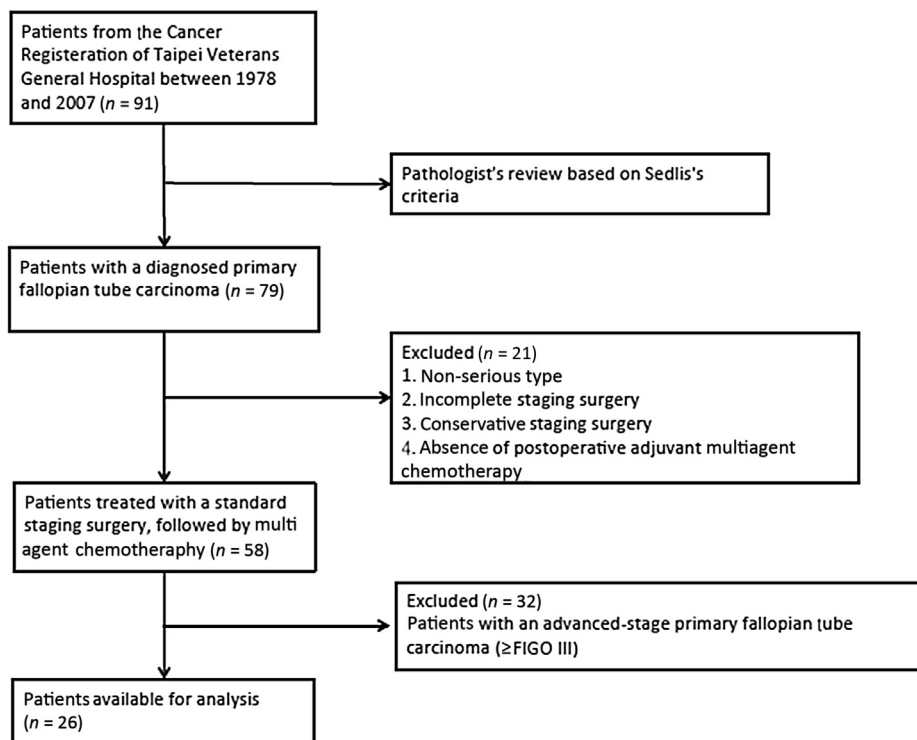 Patients from the Cancer
Registeration of Taipei Veterans
General Hospital between 1978
and 2007 (n = 91)
Pathologist's review based on Sedlis's
criteria
Patients with a diagnosed primary
fallopian tube carcinoma (n = 79)
Excluded (n = 21)
1. Non-serious type
2. Incomplete staging surgery
3. Conservative staging surgery
4. Absence of postoperative adjuvant multiagent
chemotherapy
Patients treated with a standard
staging surgery, followed by multi
agent chemotheraphy (n = 58)
Excluded (n = 32)
Patients with an advanced-stage primary fallopian tube
carcinoma (≥FIGO III)
Patients available for analysis
(n = 26)